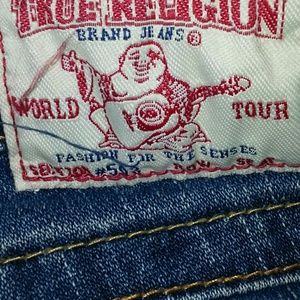 TRUE RELIGION
BRAND JEANS ®
WORLD TOUR
FASHION FOR THE SENSES